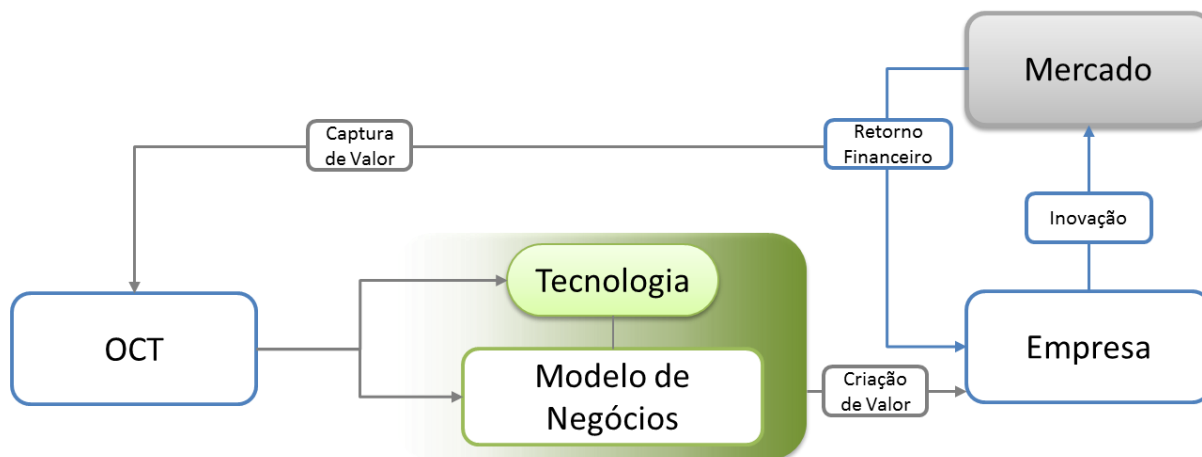 Mercado
Captura
de Valor
Retorno
Financeiro
Inovação
Tecnologia
OCT
Empresa
Modelo de
Negócios
Criação
de Valor